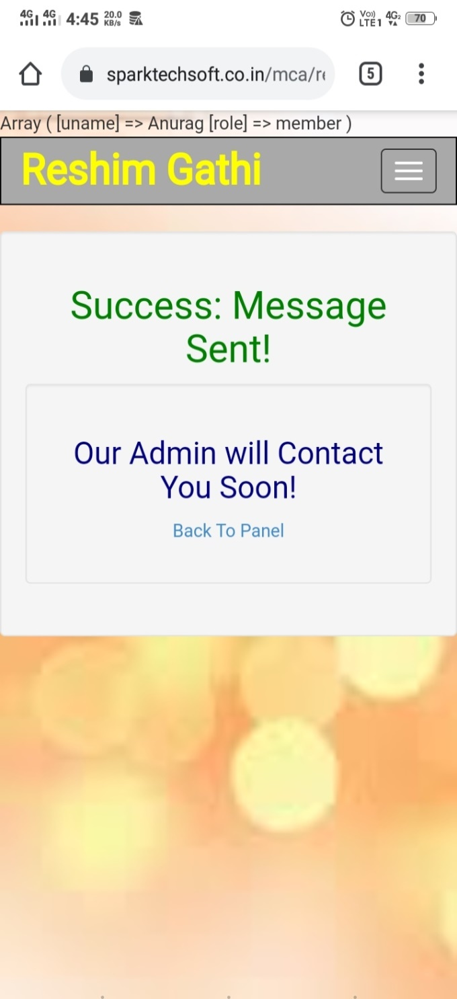 4G 4G 4:45 20.0 KB/s Vo)) LTE1 4G2 70
sparktechsoft.co.in/mca/re 5
Array ( [uname] => Anurag [role] => member )
Reshim Gathi
Success: Message
Sent!
Our Admin will Contact
You Soon!
Back To Panel